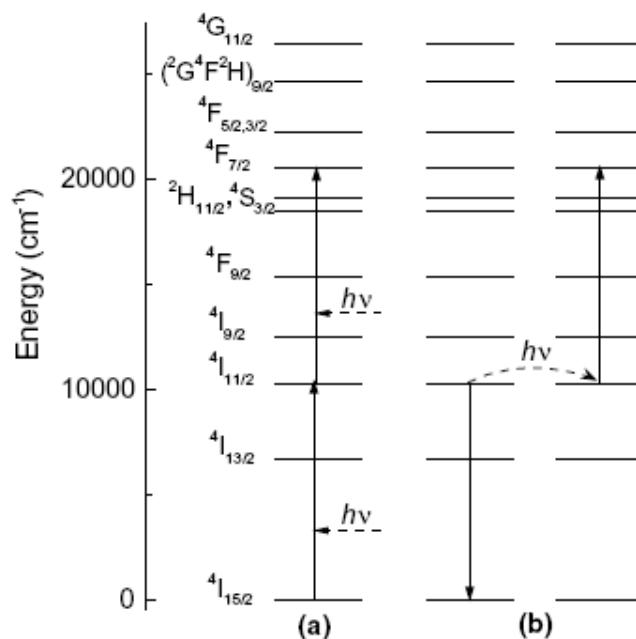 ⁴G₁₁/₂
(²G⁴F²H)₉/₂
⁴F₅/₂,₃/₂
⁴F₇/₂
20000
²H₁₁/₂,⁴S₃/₂
⁴F₉/₂
hν
⁴I₉/₂
hν
⁴I₁₁/₂
10000
⁴I₁₃/₂
hν
⁴I₁₅/₂
0
(a)
(b)
Energy (cm⁻¹)